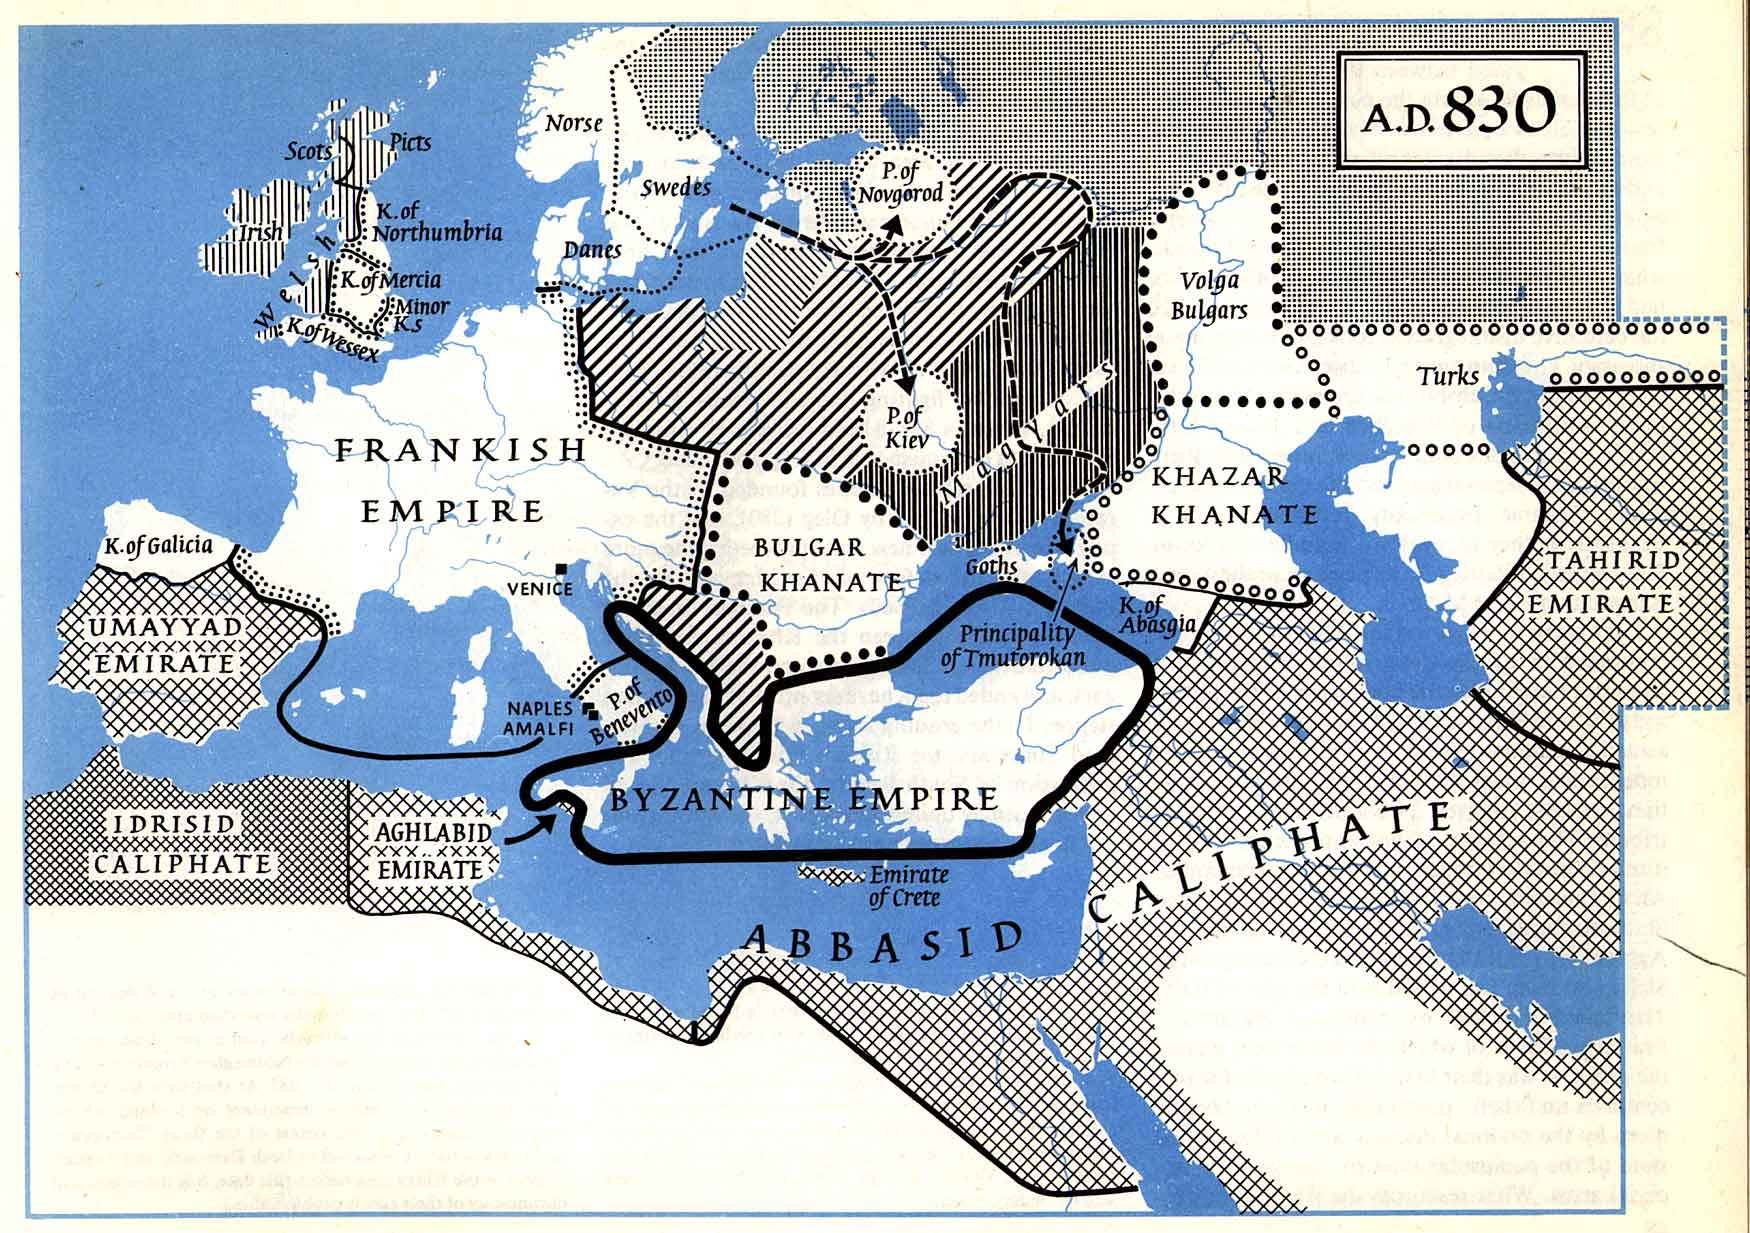 A.D. 830
Norse
Scots
Picts
P. of
Novgorod
Swedes
K. of
Northumbria
Irish
Danes
Welsh
K. of Mercia
Volga
Bulgars
Minor
K.s
K. of Wessex
Turks
Magyars
P. of
Kiev
FRANKISH
EMPIRE
KHAZAR
KHANATE
K. of Galicia
BULGAR
KHANATE
Goths
VENICE
TAHIRID
EMIRATE
K. of
Abasgia
UMAYYAD
EMIRATE
Principality
of Tmutorokan
P. of
Benevento
NAPLES
AMALFI
BYZANTINE EMPIRE
IDRISID
CALIPHATE
AGHLABID
EMIRATE
Emirate
of Crete
ABBASID
CALIPHATE